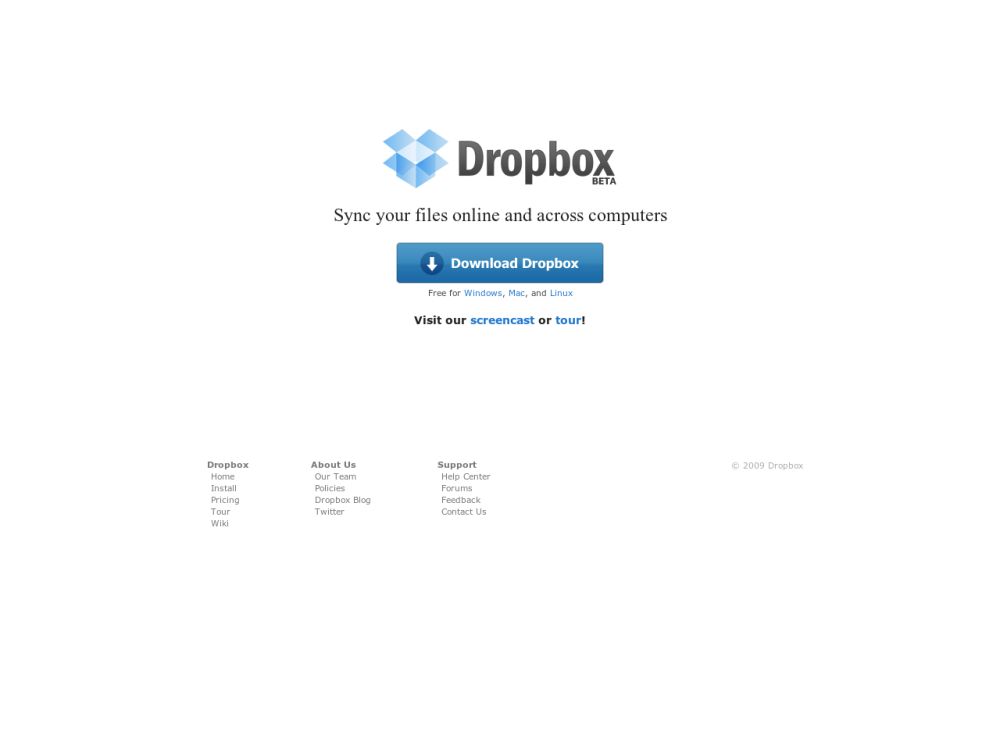 Dropbox
BETA
Sync your files online and across computers
Download Dropbox
Free for Windows, Mac, and Linux
Visit our screencast or tour!
Dropbox
Home
Install
Pricing
Tour
Wiki
About Us
Our Team
Policies
Dropbox Blog
Twitter
Support
Help Center
Forums
Feedback
Contact Us
© 2009 Dropbox